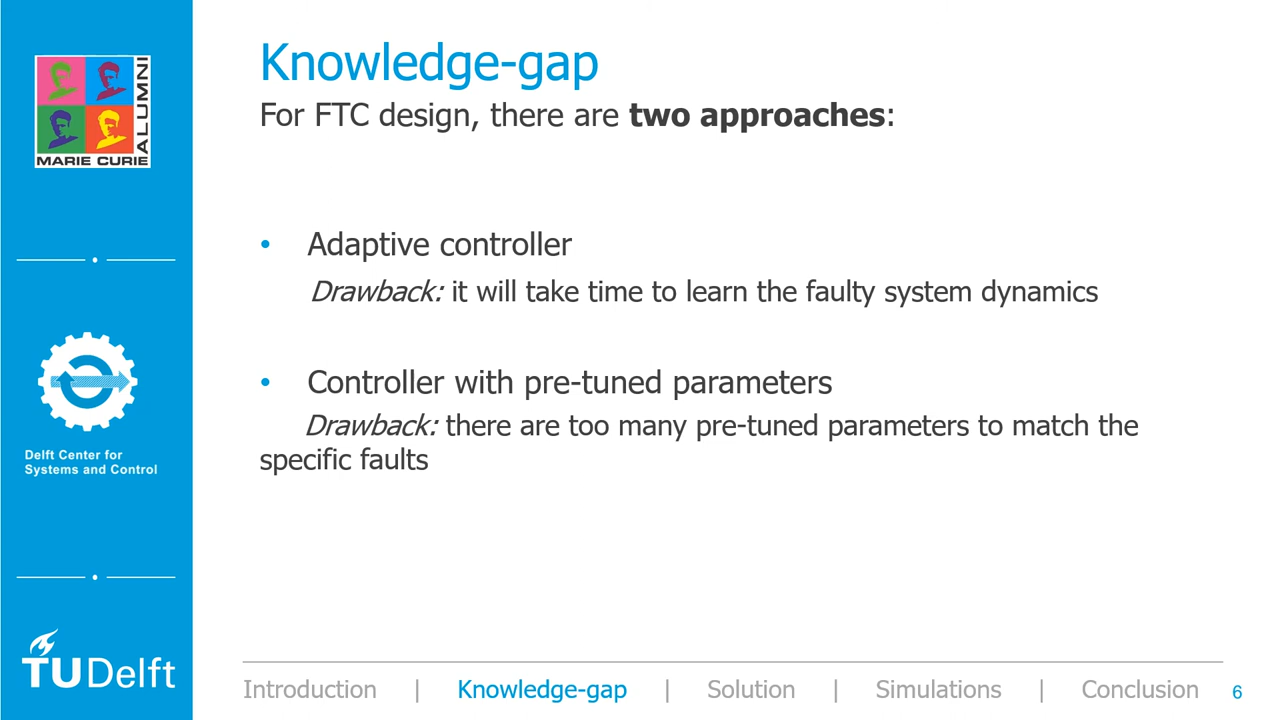 MARIE CURIE
ALUMNI
Delft Center for
Systems and Control
TU Delft
Knowledge-gap
For FTC design, there are two approaches:
• Adaptive controller
Drawback: it will take time to learn the faulty system dynamics
• Controller with pre-tuned parameters
Drawback: there are too many pre-tuned parameters to match the
specific faults
Introduction | Knowledge-gap | Solution | Simulations | Conclusion 6